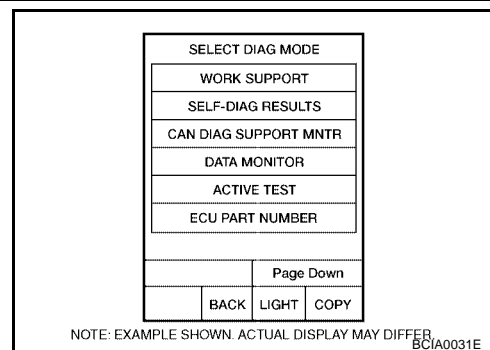 SELECT DIAG MODE
WORK SUPPORT
SELF-DIAG RESULTS
CAN DIAG SUPPORT MNTR
DATA MONITOR
ACTIVE TEST
ECU PART NUMBER
Page Down
BACK LIGHT COPY
NOTE: EXAMPLE SHOWN. ACTUAL DISPLAY MAY DIFFER
BCIA0031E